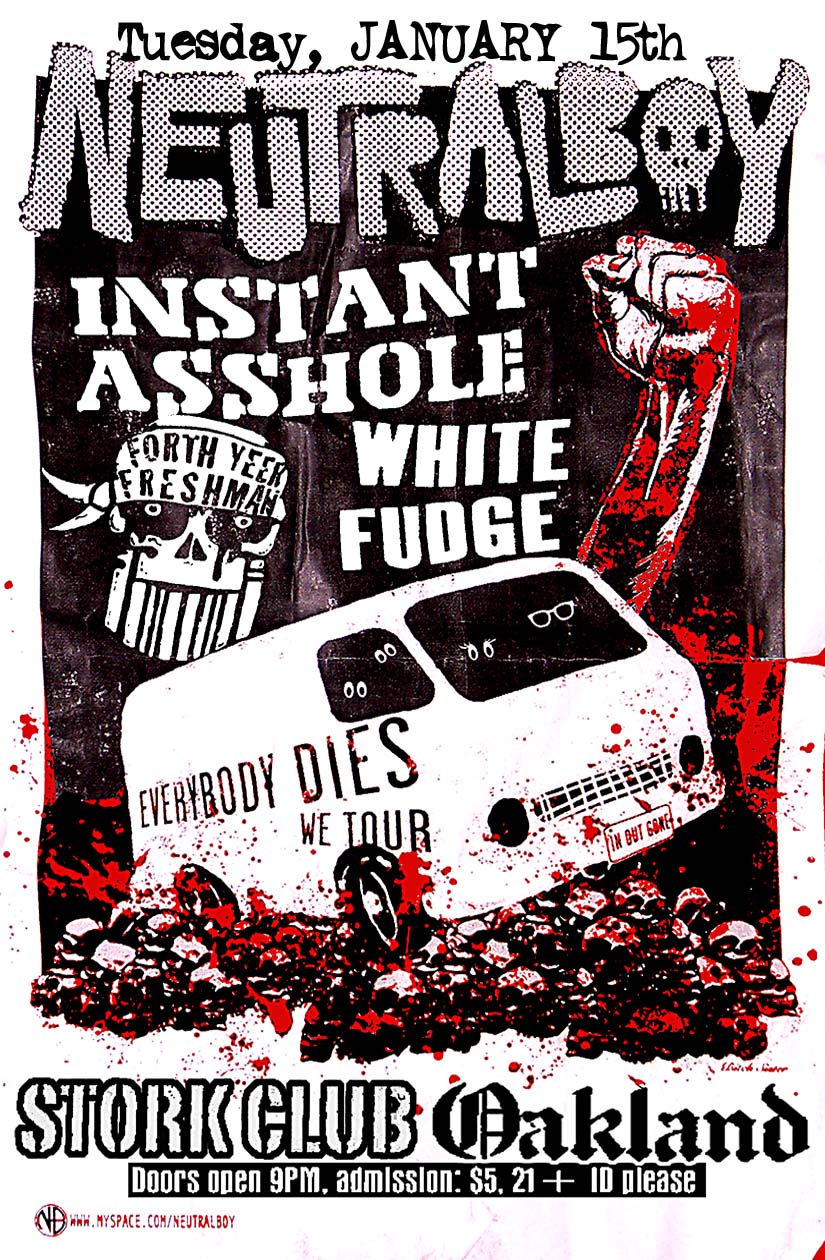 Tuesday, JANUARY 15th
NEUTRALBOY
INSTANT
ASSHOLE
FORTH YEER
FRESHMAN
WHITE
FUDGE
EVERYBODY DIES
WE TOUR
IN OUT GONE
STORK CLUB Oakland
Doors open 9PM, admission: $5, 21 + ID please
NB WWW.MYSPACE.COM/NEUTRALBOY